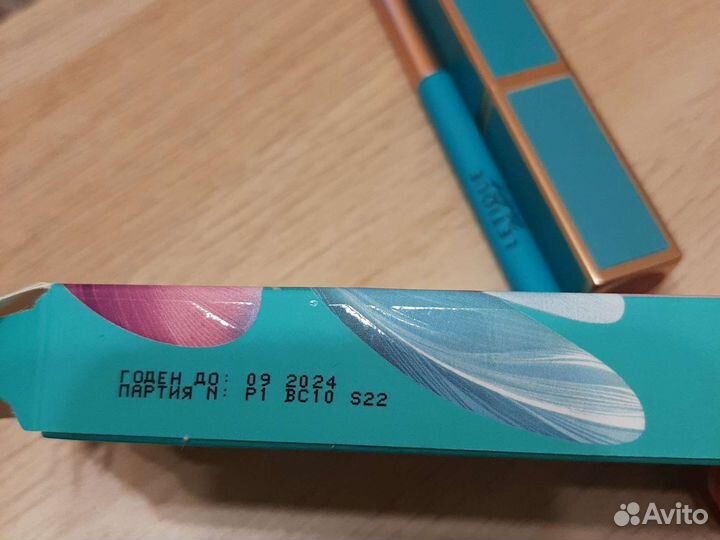 ГОДЕН ДО: 09 2024
ПАРТИЯ N: P1 BC10 S22
Avito